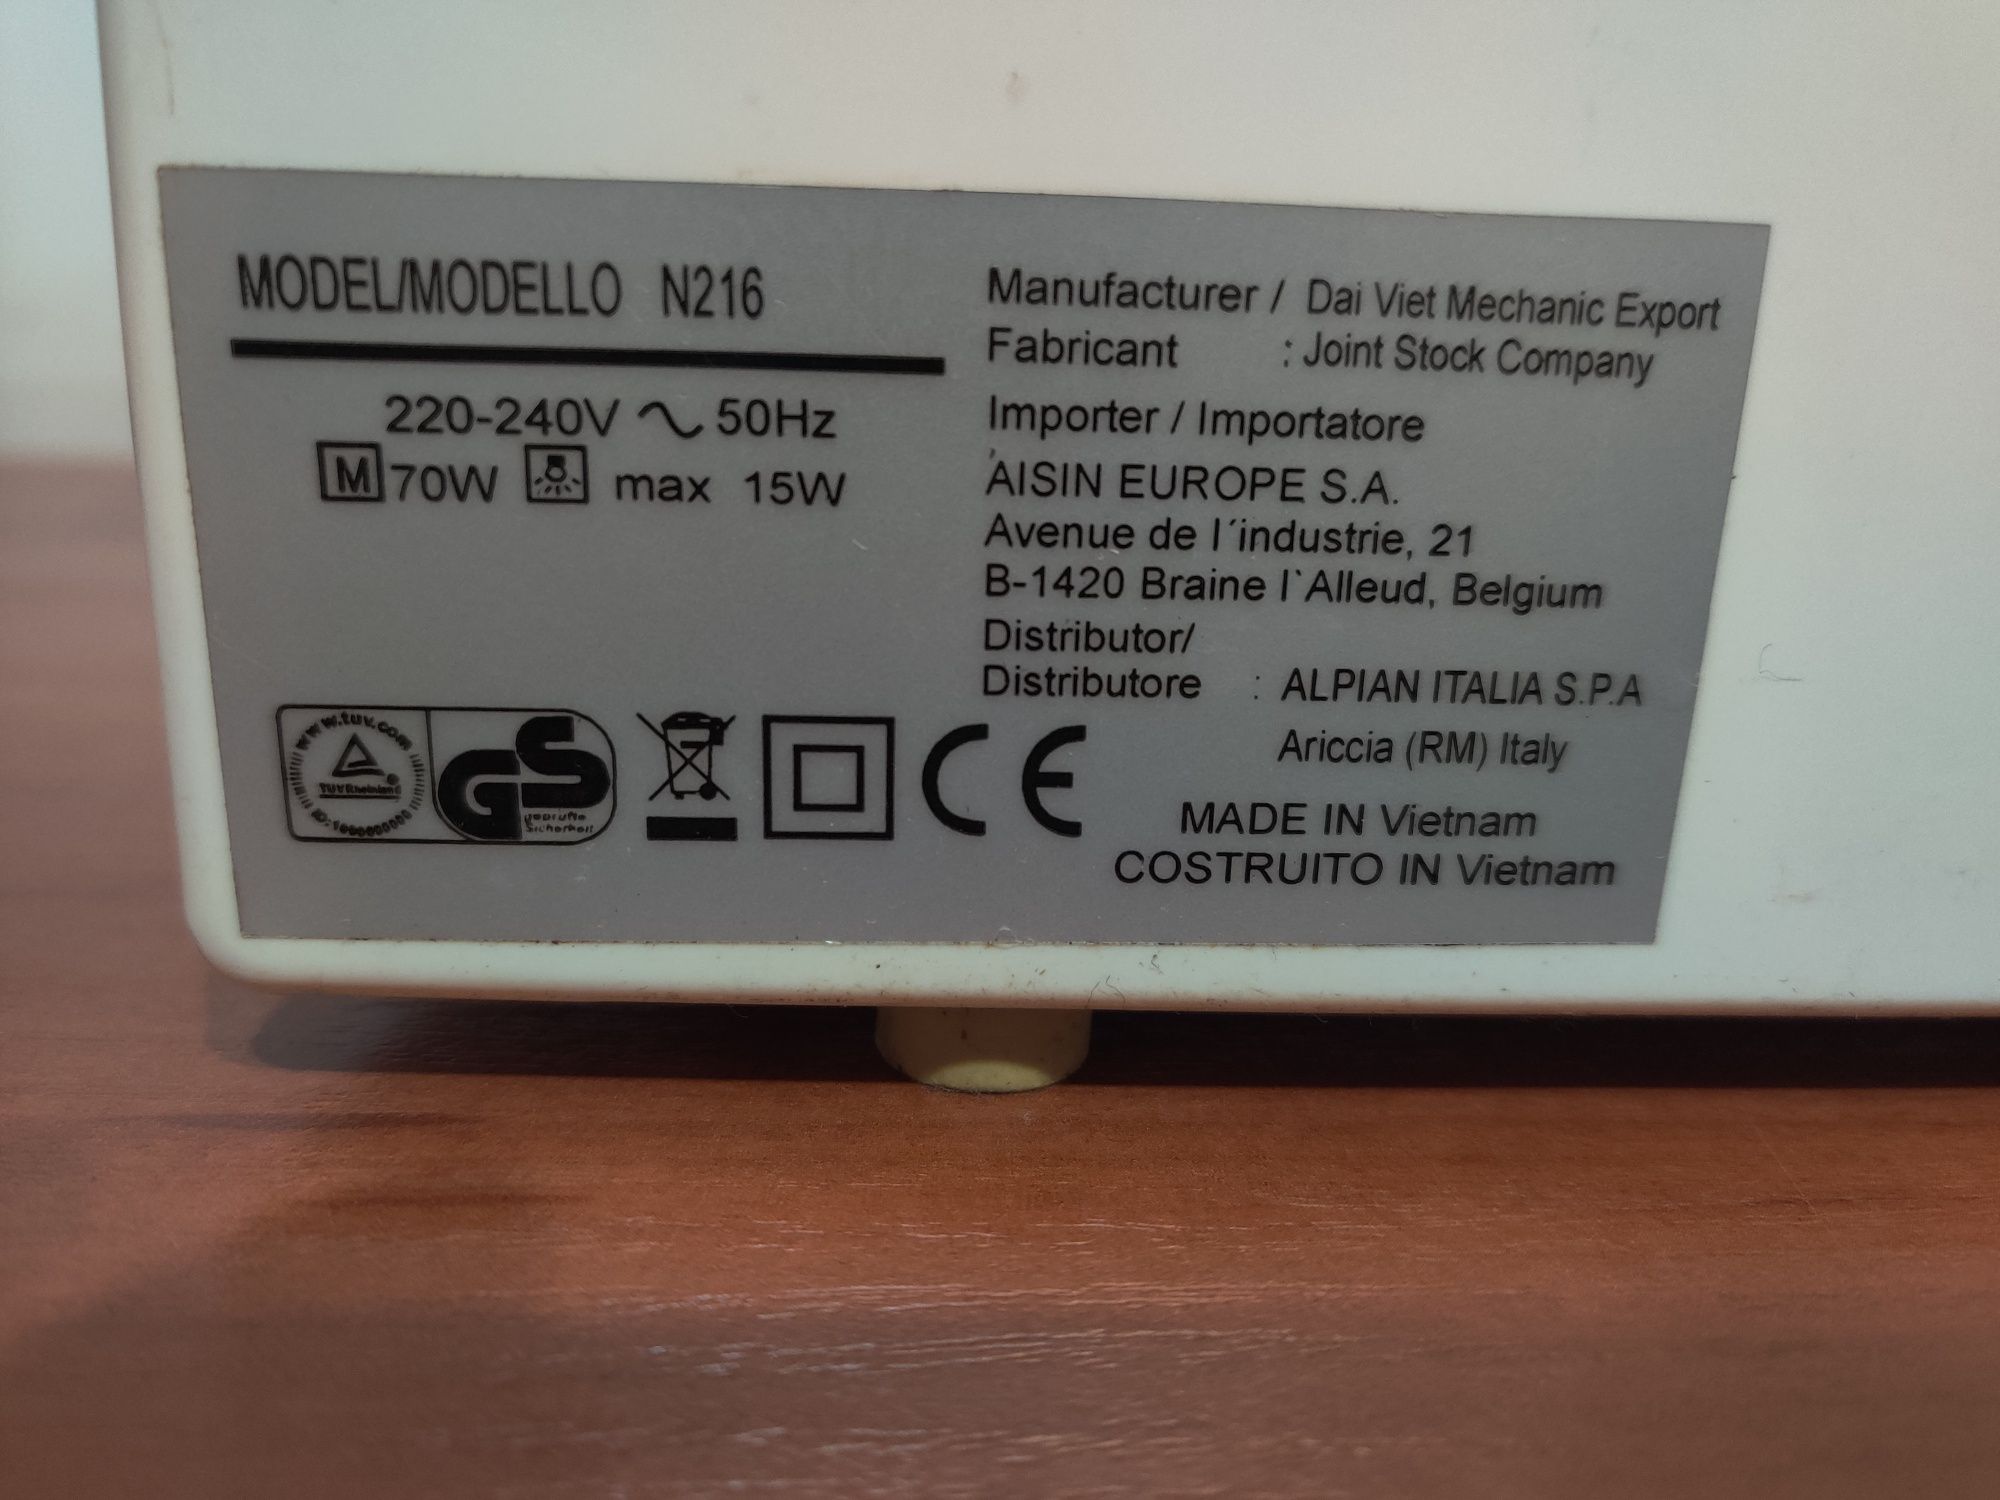 MODEL/MODELLO N216
220-240V ~ 50Hz
M 70W max 15W
Manufacturer / Dai Viet Mechanic Export
Fabricant : Joint Stock Company
Importer / Importatore
AISIN EUROPE S.A.
Avenue de l´industrie, 21
B-1420 Braine l`Alleud, Belgium
Distributor/
Distributore : ALPIAN ITALIA S.P.A
Ariccia (RM) Italy
MADE IN Vietnam
COSTRUITO IN Vietnam
www.tuv.com
TUVRheinland
GS
geprüfte
Sicherheit
CE